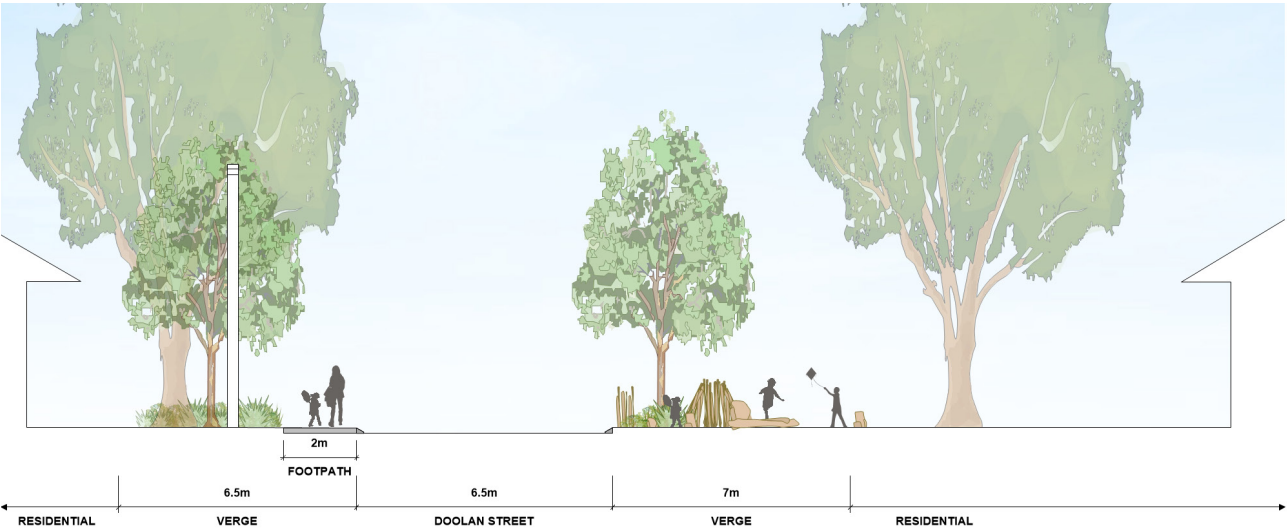 2m
FOOTPATH
6.5m 6.5m 7m
RESIDENTIAL VERGE DOOLAN STREET VERGE RESIDENTIAL